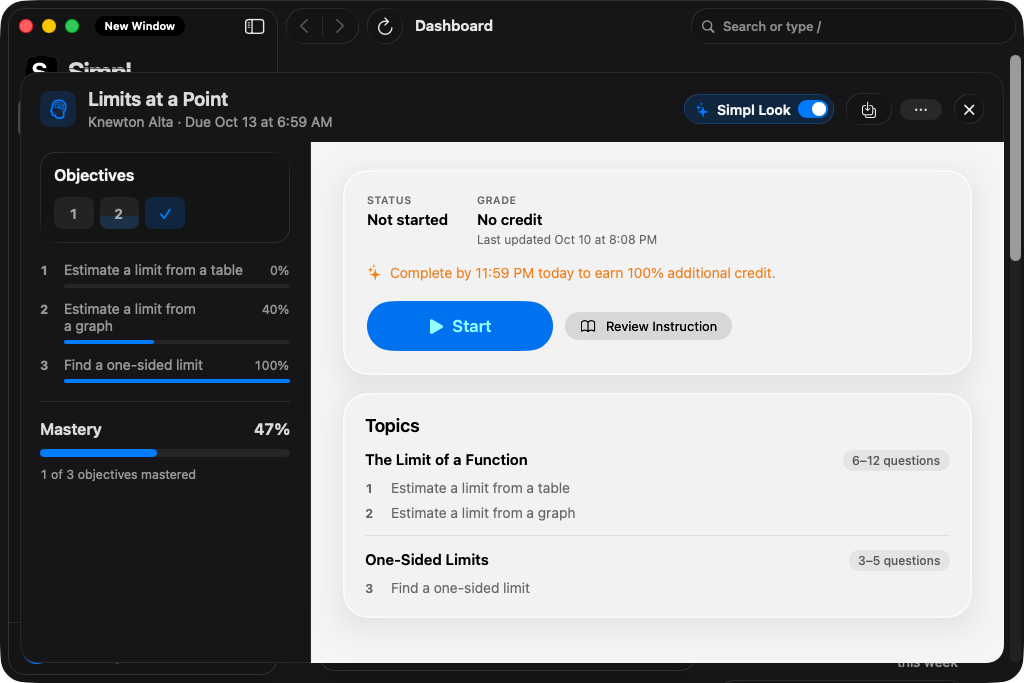 New Window
Dashboard
Search or type /
Simpl
Limits at a Point
Knewton Alta · Due Oct 13 at 6:59 AM
Simpl Look
Objectives
1
2
1 Estimate a limit from a table 0%
2 Estimate a limit from 40%
a graph
3 Find a one-sided limit 100%
Mastery 47%
1 of 3 objectives mastered
STATUS
Not started
GRADE
No credit
Last updated Oct 10 at 8:08 PM
Complete by 11:59 PM today to earn 100% additional credit.
Start
Review Instruction
Topics
The Limit of a Function 6–12 questions
1 Estimate a limit from a table
2 Estimate a limit from a graph
One-Sided Limits 3–5 questions
3 Find a one-sided limit
this week